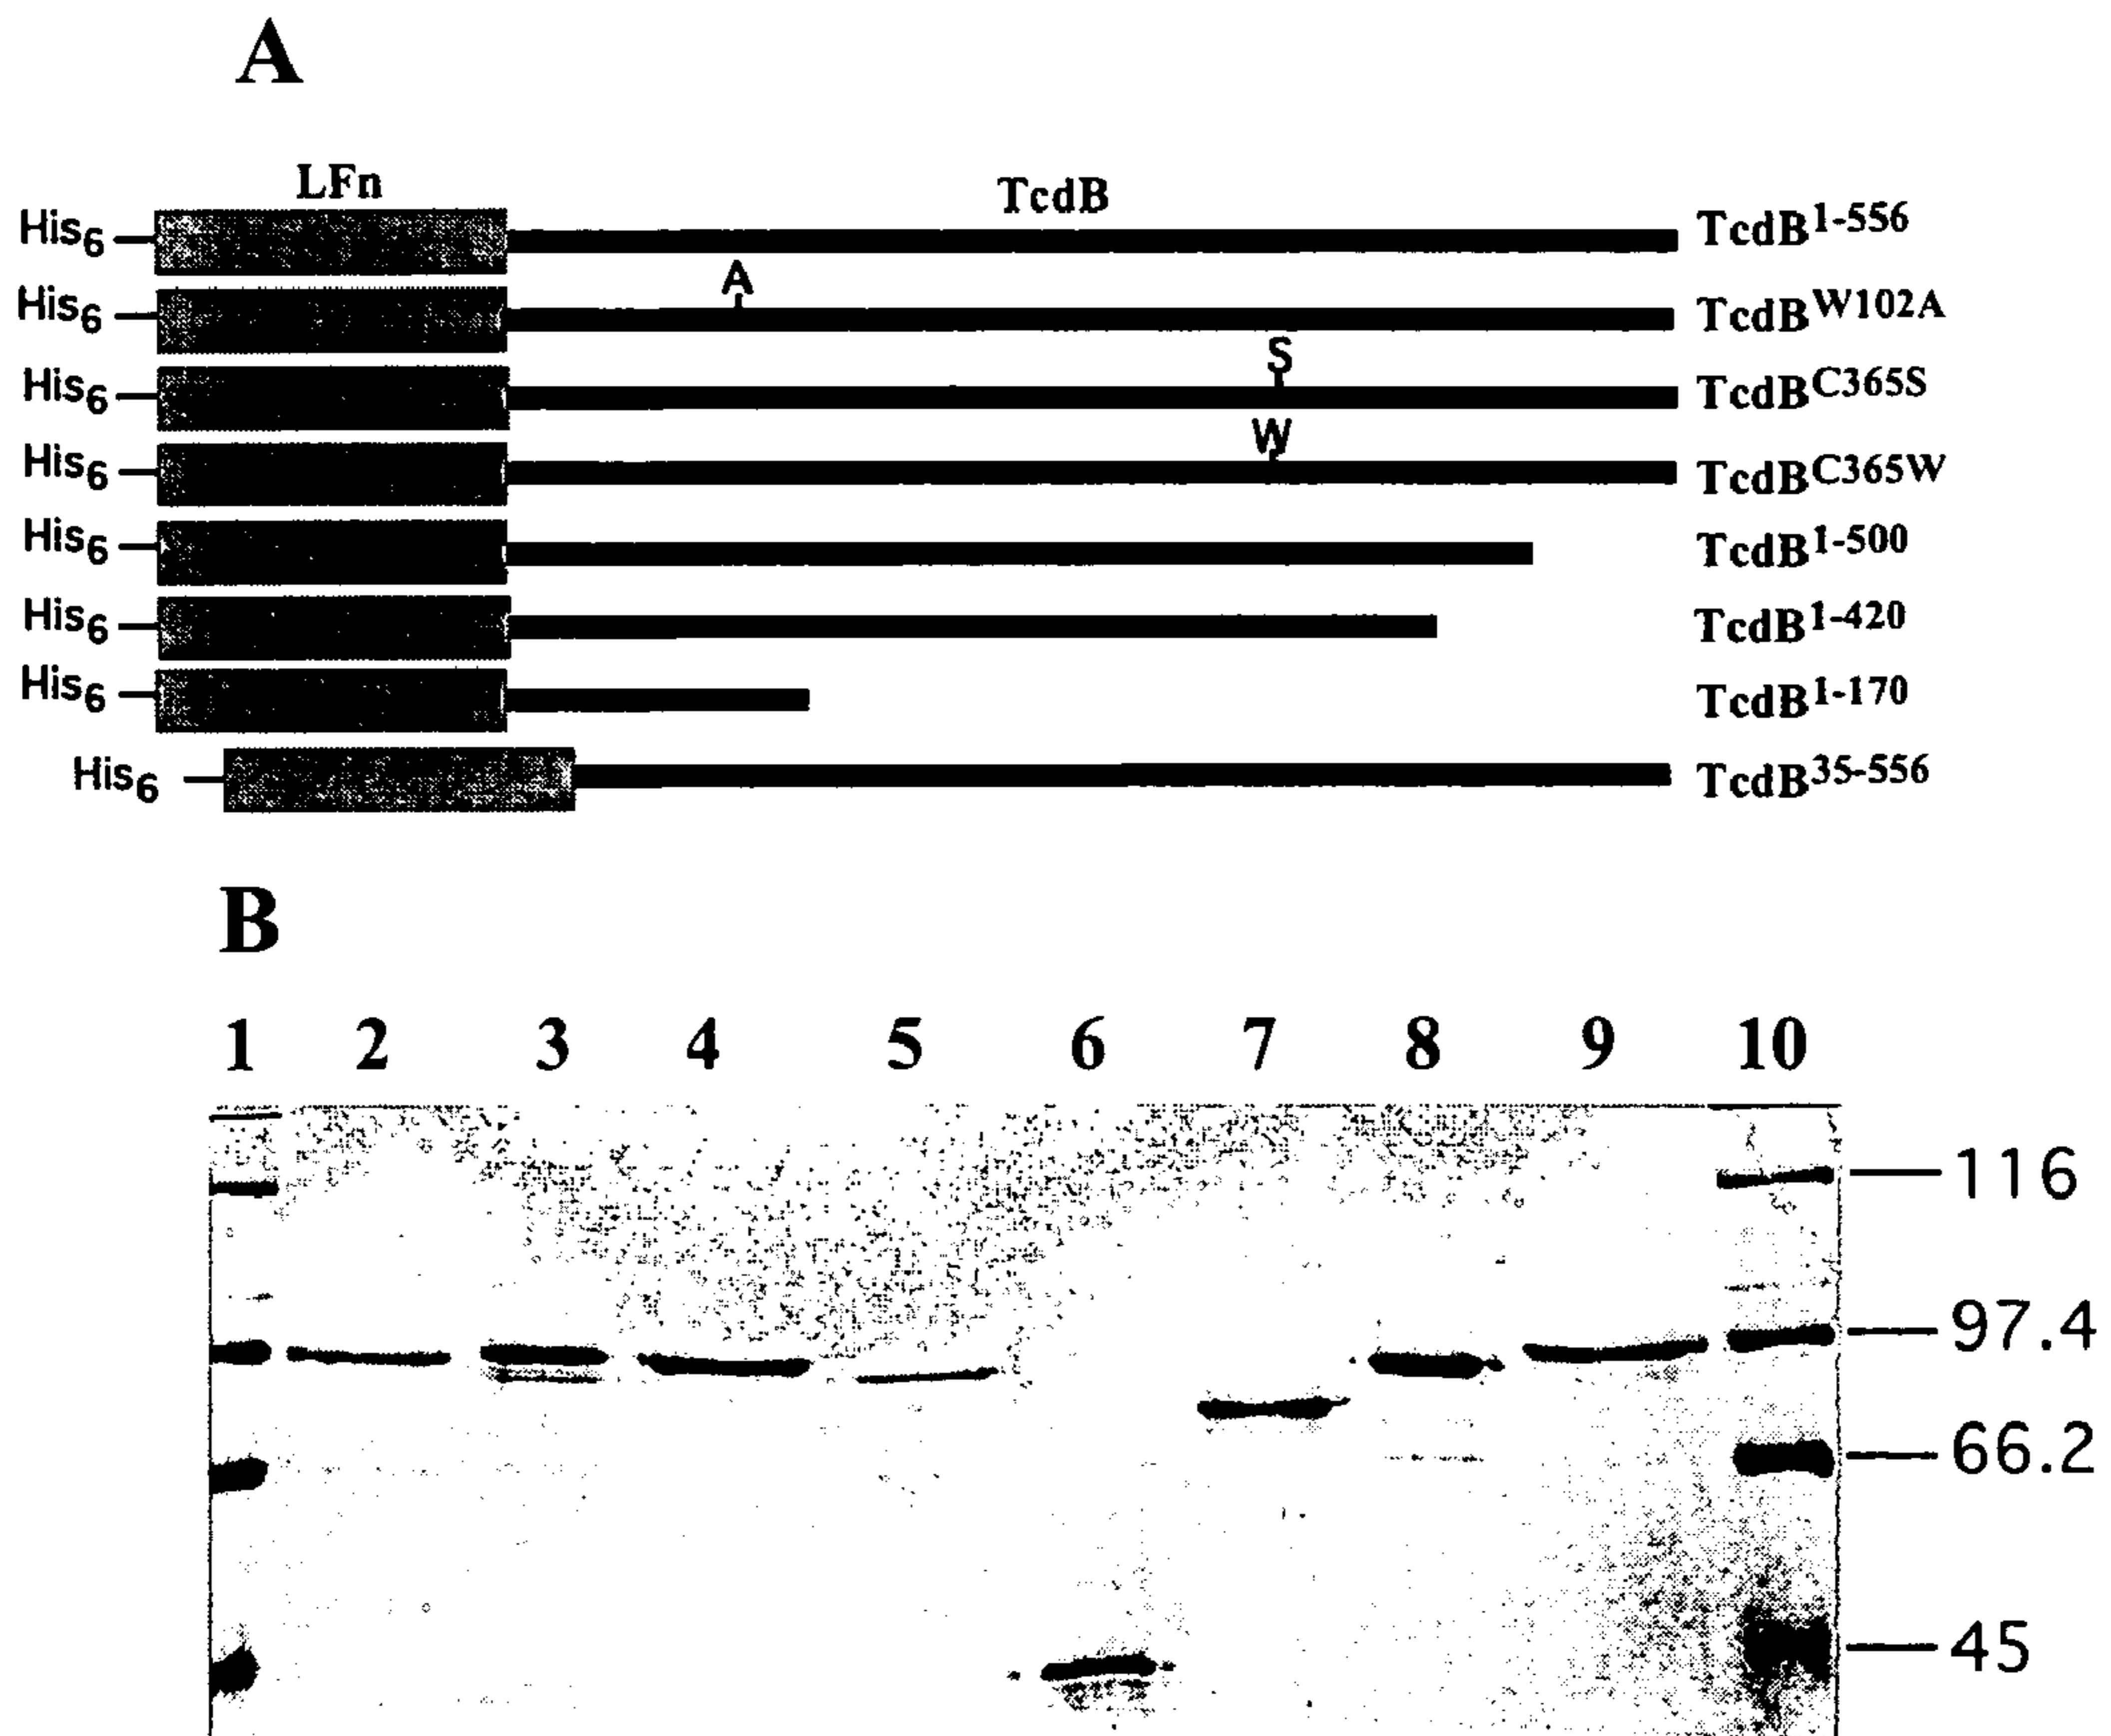 A
LFn TcdB
His6 TcdB1-556
A
His6 TcdBW102A
S
His6 TcdBC365S
W
His6 TcdBC365W
His6 TcdB1-500
His6 TcdB1-420
His6 TcdB1-170
His6 TcdB35-556
B
1 2 3 4 5 6 7 8 9 10
116
97.4
66.2
45